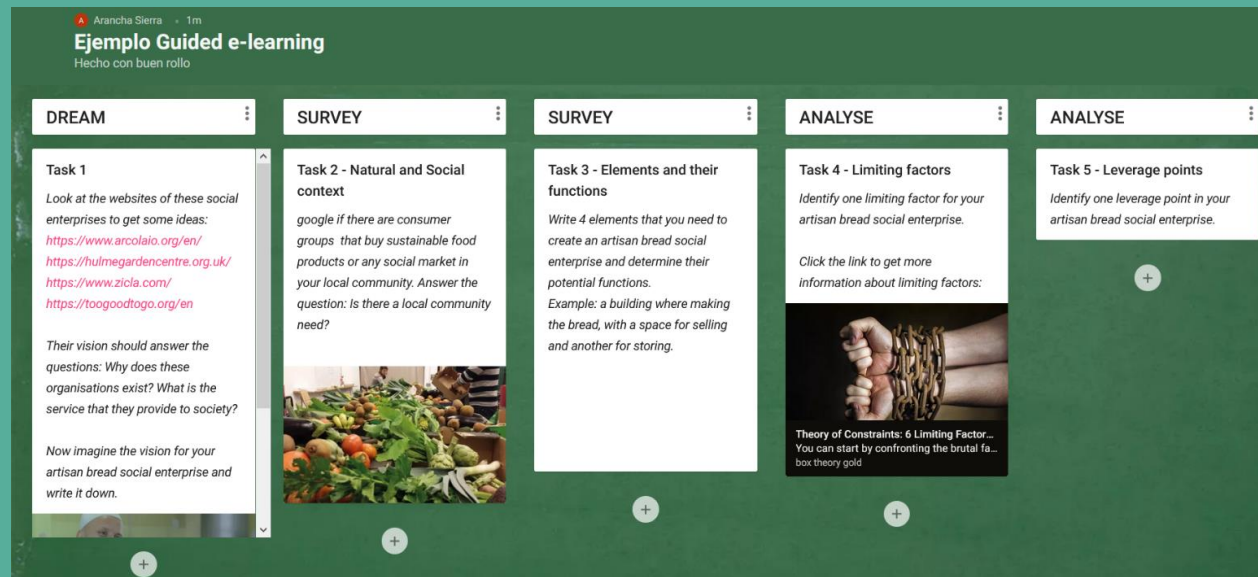 A Arancha Sierra • 1m
Ejemplo Guided e-learning
Hecho con buen rollo
DREAM
Task 1
Look at the websites of these social
enterprises to get some ideas:
https://www.arcolaio.org/en/
https://hulmegardencentre.org.uk/
https://www.zicla.com/
https://toogoodtogo.org/en
Their vision should answer the
questions: Why does these
organisations exist? What is the
service that they provide to society?
Now imagine the vision for your
artisan bread social enterprise and
write it down.
SURVEY
Task 2 - Natural and Social
context
google if there are consumer
groups that buy sustainable food
products or any social market in
your local community. Answer the
question: Is there a local community
need?
SURVEY
Task 3 - Elements and their
functions
Write 4 elements that you need to
create an artisan bread social
enterprise and determine their
potential functions.
Example: a building where making
the bread, with a space for selling
and another for storing.
ANALYSE
Task 4 - Limiting factors
Identify one limiting factor for your
artisan bread social enterprise.
Click the link to get more
information about limiting factors:
Theory of Constraints: 6 Limiting Factor...
You can start by confronting the brutal fa...
box theory gold
ANALYSE
Task 5 - Leverage points
Identify one leverage point in your
artisan bread social enterprise.